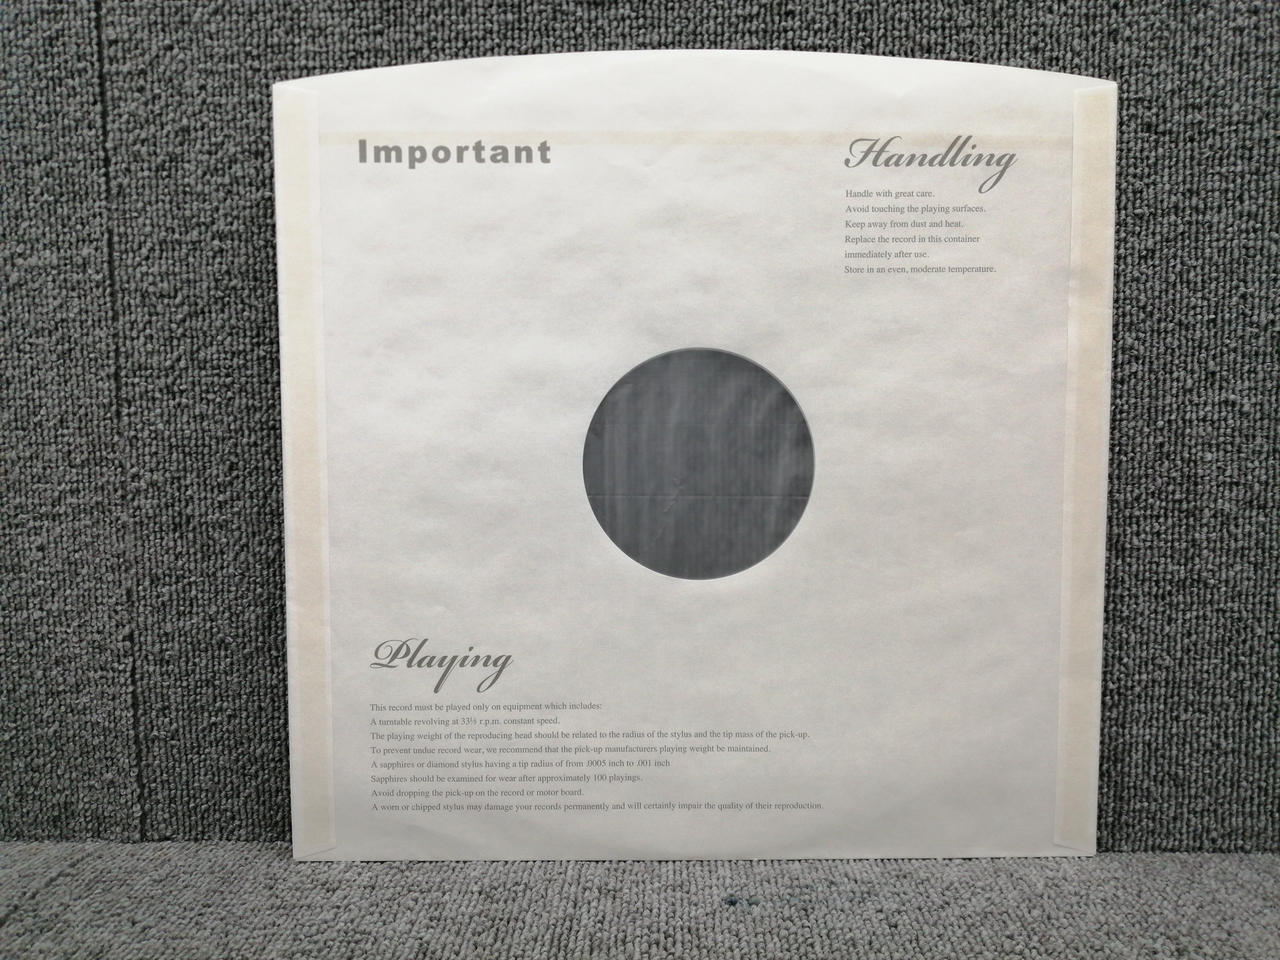 Important
Handling
Handle with great care.
Avoid touching the playing surfaces.
Keep away from dust and heat.
Replace the record in this container
immediately after use.
Store in an even, moderate temperature.
Playing
This record must be played only on equipment which includes:
A turntable revolving at 33⅓ r.p.m. constant speed.
The playing weight of the reproducing head should be related to the radius of the stylus and the tip mass of the pick-up.
To prevent undue record wear, we recommend that the pick-up manufacturers playing weight be maintained.
A sapphires or diamond stylus having a tip radius of from .0005 inch to .001 inch
Sapphires should be examined for wear after approximately 100 playings.
Avoid dropping the pick-up on the record or motor board.
A worn or chipped stylus may damage your records permanently and will certainly impair the quality of their reproduction.